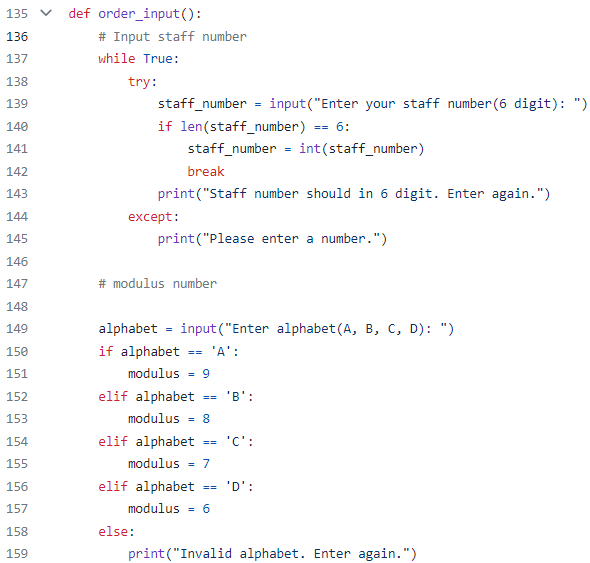 135 def order_input():
136     # Input staff number
137     while True:
138         try:
139             staff_number = input("Enter your staff number(6 digit): ")
140             if len(staff_number) == 6:
141                 staff_number = int(staff_number)
142                 break
143             print("Staff number should in 6 digit. Enter again.")
144         except:
145             print("Please enter a number.")
146
147     # modulus number
148
149     alphabet = input("Enter alphabet(A, B, C, D): ")
150     if alphabet == 'A':
151         modulus = 9
152     elif alphabet == 'B':
153         modulus = 8
154     elif alphabet == 'C':
155         modulus = 7
156     elif alphabet == 'D':
157         modulus = 6
158     else:
159         print("Invalid alphabet. Enter again.")